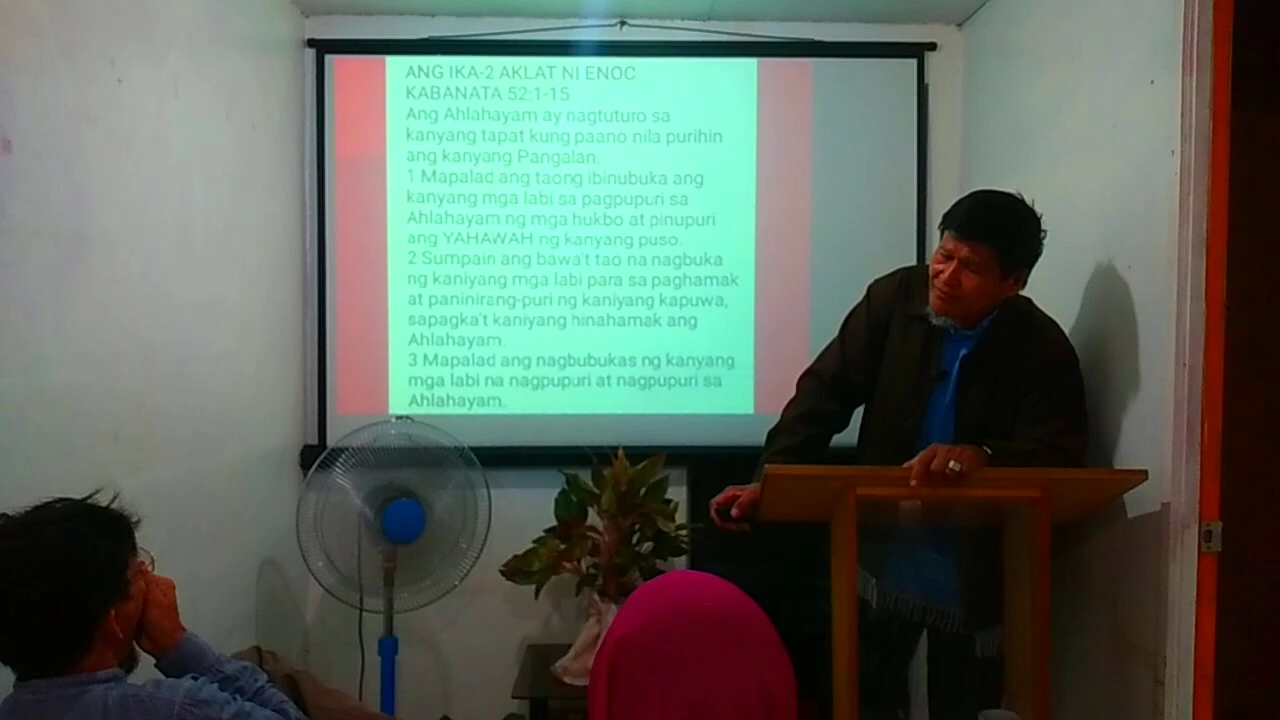 ANG IKA-2 AKLAT NI ENOC
KABANATA 52:1-15
Ang Ahlahayam ay nagtuturo sa
kanyang tapat kung paano nila purihin
ang kanyang Pangalan.
1 Mapalad ang taong ibinubuka ang
kanyang mga labi sa pagpupuri sa
Ahlahayam ng mga hukbo at pinupuri
ang YAHAWAH ng kanyang puso.
2 Sumpain ang bawa't tao na nagbuka
ng kaniyang mga labi para sa paghamak
at paninirang-puri ng kaniyang kapuwa,
sapagka't kaniyang hinahamak ang
Ahlahayam.
3 Mapalad ang nagbubukas ng kanyang
mga labi na nagpupuri at nagpupuri sa
Ahlahayam.